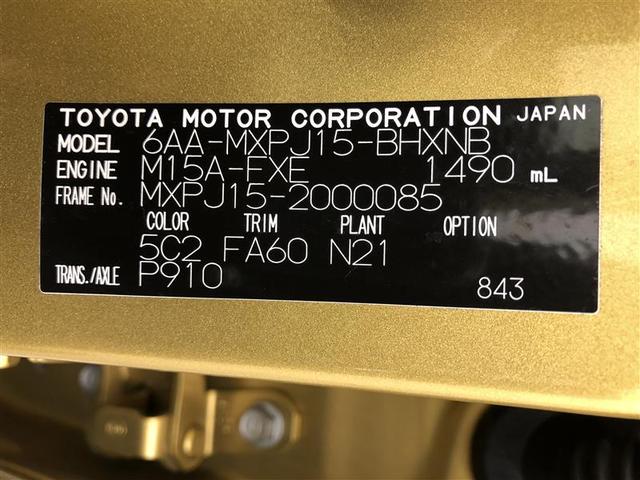 TOYOTA MOTOR CORPORATION JAPAN
MODEL 6AA-MXPJ15-BHXNB
ENGINE M15A-FXE 1490 mL
FRAME No. MXPJ15-2000085
COLOR TRIM PLANT OPTION
5C2 FA60 N21
TRANS./AXLE P910
843